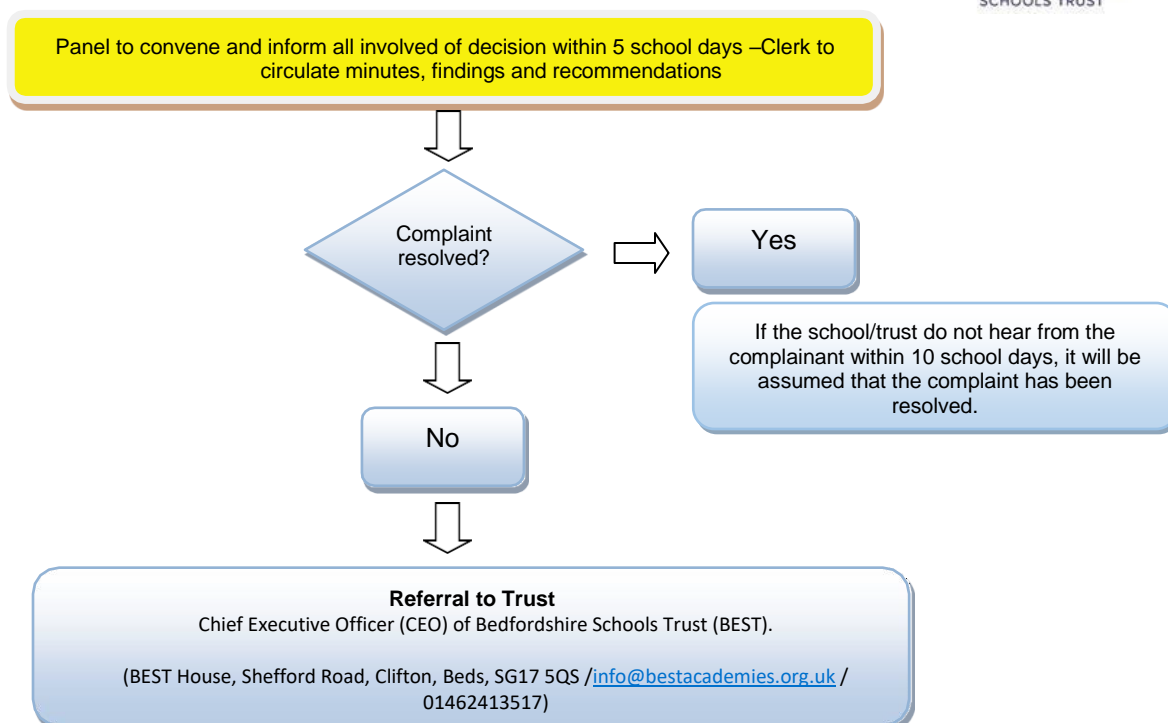 SCHOOLS TRUST
Panel to convene and inform all involved of decision within 5 school days –Clerk to
circulate minutes, findings and recommendations
Complaint
resolved?
Yes
If the school/trust do not hear from the
complainant within 10 school days, it will be
assumed that the complaint has been
resolved.
No
Referral to Trust
Chief Executive Officer (CEO) of Bedfordshire Schools Trust (BEST).
(BEST House, Shefford Road, Clifton, Beds, SG17 5QS /info@bestacademies.org.uk /
01462413517)